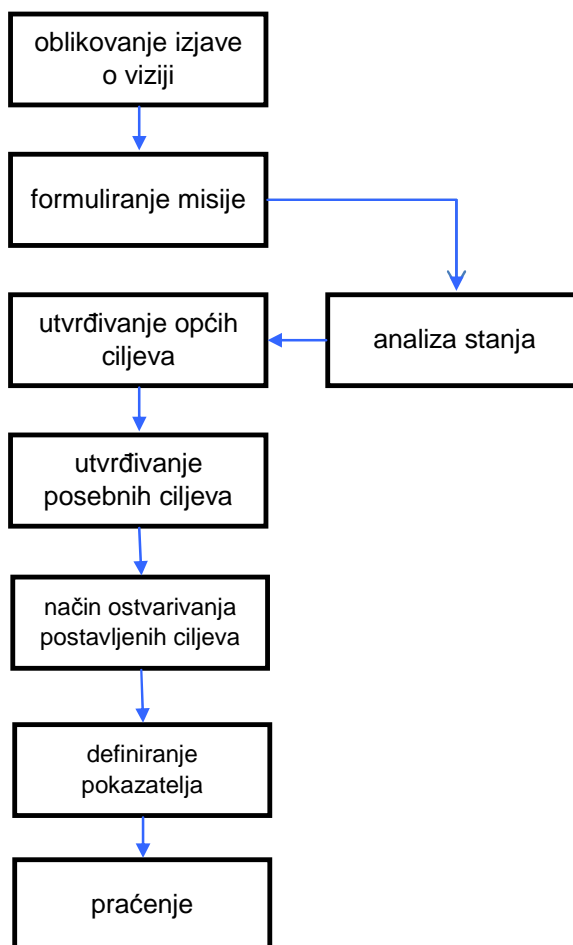 oblikovanje izjave
o viziji
formuliranje misije
analiza stanja
utvrđivanje općih
ciljeva
utvrđivanje
posebnih ciljeva
način ostvarivanja
postavljenih ciljeva
definiranje
pokazatelja
praćenje